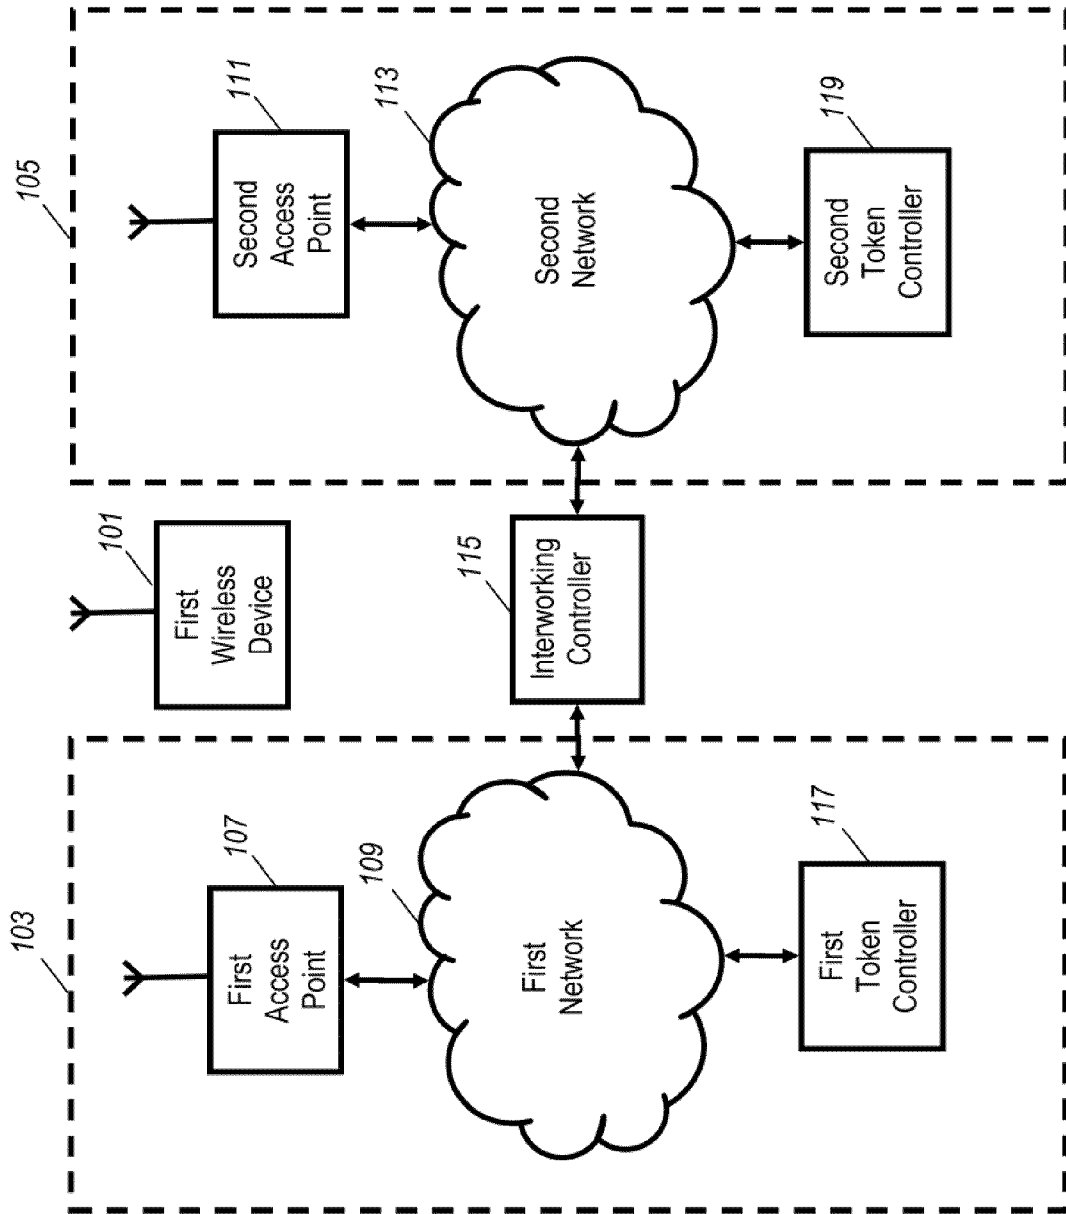 103
107
First
Access
Point
109
First
Network
117
First
Token
Controller
101
First
Wireless
Device
115
Interworking
Controller
105
111
Second
Access
Point
113
Second
Network
119
Second
Token
Controller